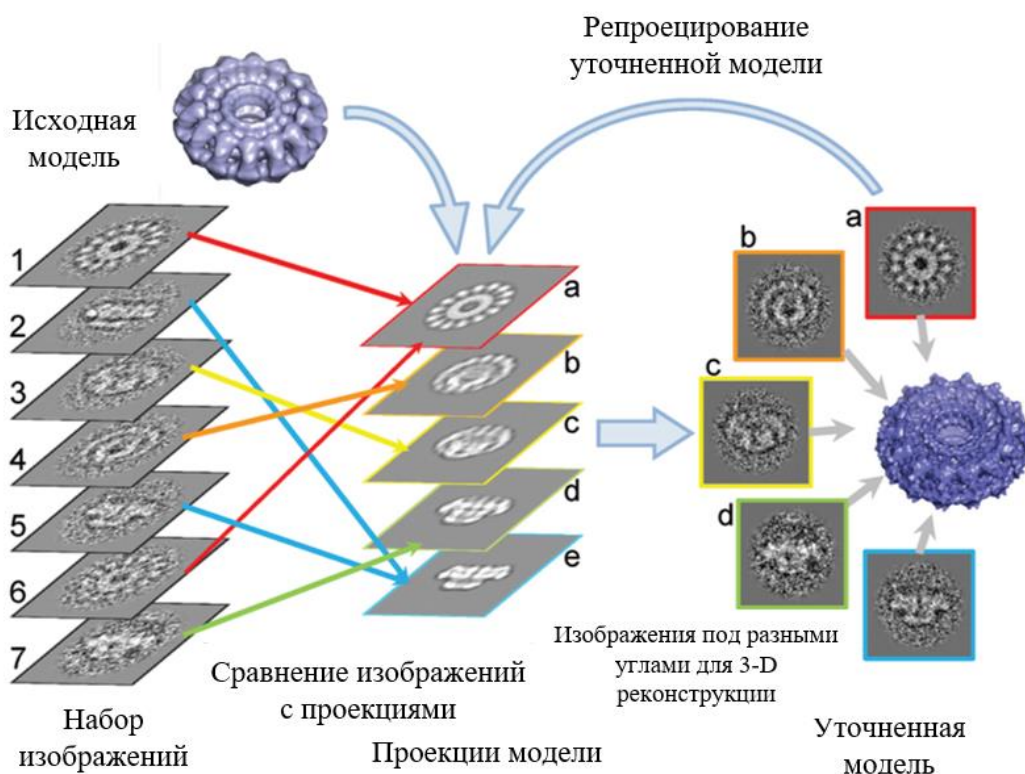 Репроецирование
уточненной модели
Исходная
модель
1
2
3
4
5
6
7
a
b
c
d
e
a
b
c
d
Изображения под разными
углами для 3-D
реконструкции
Сравнение изображений
с проекциями
Набор
изображений
Проекции модели
Уточненная
модель